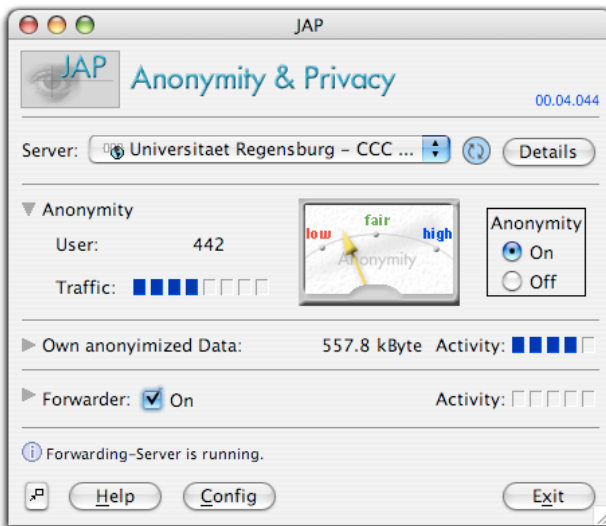 JAP
JAP
Anonymity & Privacy
00.04.044
Server: Universitaet Regensburg – CCC ... Details
Anonymity
User: 442
Traffic:
low fair high
Anonymity
Anonymity
On
Off
Own anonyimized Data: 557.8 kByte Activity:
Forwarder: On Activity:
Forwarding-Server is running.
Help Config Exit